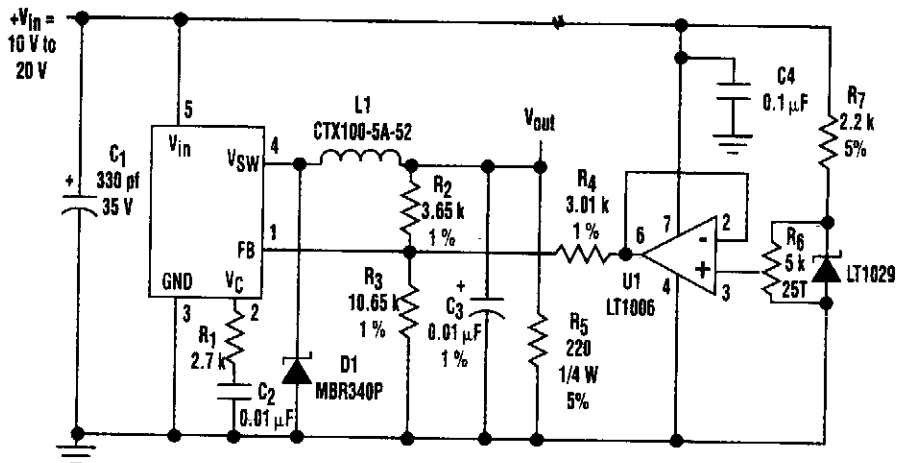 +Vin =
10 V to
20 V
C1
330 pf
35 V
+
5
Vin
VSW
4
FB
1
GND
3
VC
2
R1
2.7 k
C2
0.01 µF
L1
CTX100-5A-52
D1
MBR340P
R2
3.65 k
1 %
R3
10.65 k
1 %
+
C3
0.01 µF
1 %
Vout
R5
220
1/4 W
5%
R4
3.01 k
1 %
6
7
2
-
+
3
4
U1
LT1006
C4
0.1 µF
R7
2.2 k
5%
R6
5 k
25T
LT1029